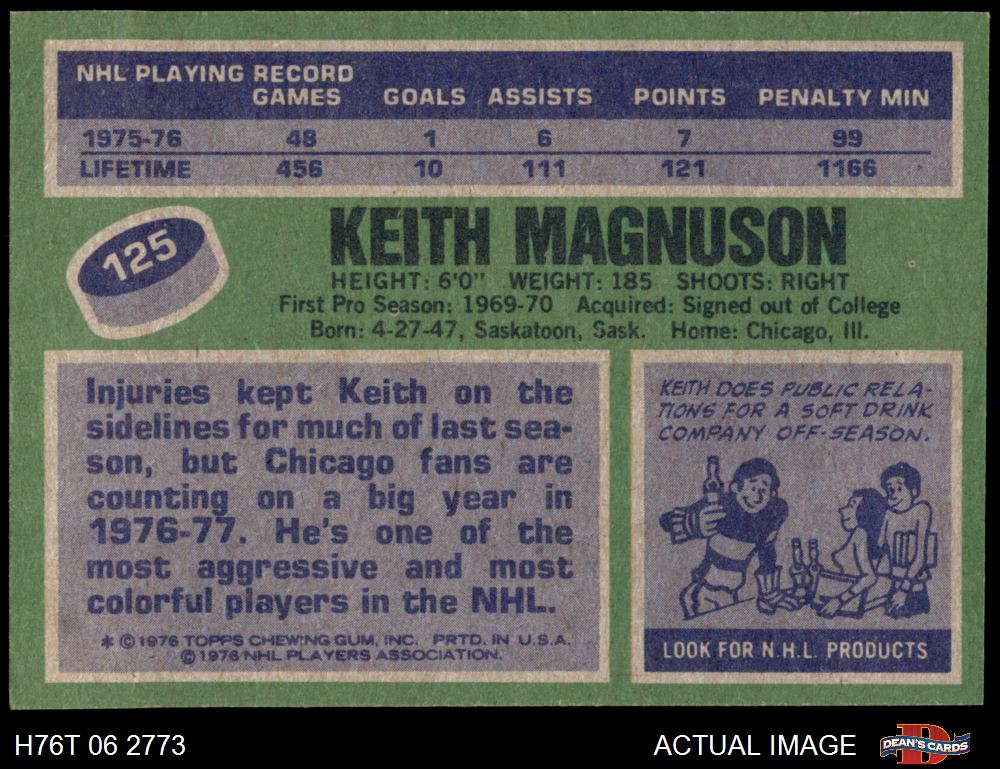 NHL PLAYING RECORD
GAMES GOALS ASSISTS POINTS PENALTY MIN
1975-76 48 1 6 7 99
LIFETIME 456 10 111 121 1166
125
KEITH MAGNUSON
HEIGHT: 6'0" WEIGHT: 185 SHOOTS: RIGHT
First Pro Season: 1969-70 Acquired: Signed out of College
Born: 4-27-47, Saskatoon, Sask. Home: Chicago, Ill.
Injuries kept Keith on the
sidelines for much of last sea-
son, but Chicago fans are
counting on a big year in
1976-77. He's one of the
most aggressive and most
colorful players in the NHL.
* © 1976 TOPPS CHEWING GUM, INC. PRTD. IN U.S.A.
© 1976 NHL PLAYERS ASSOCIATION.
KEITH DOES PUBLIC RELA-
TIONS FOR A SOFT DRINK
COMPANY OFF-SEASON.
LOOK FOR N.H.L. PRODUCTS
H76T 06 2773
ACTUAL IMAGE
DEAN'S CARDS